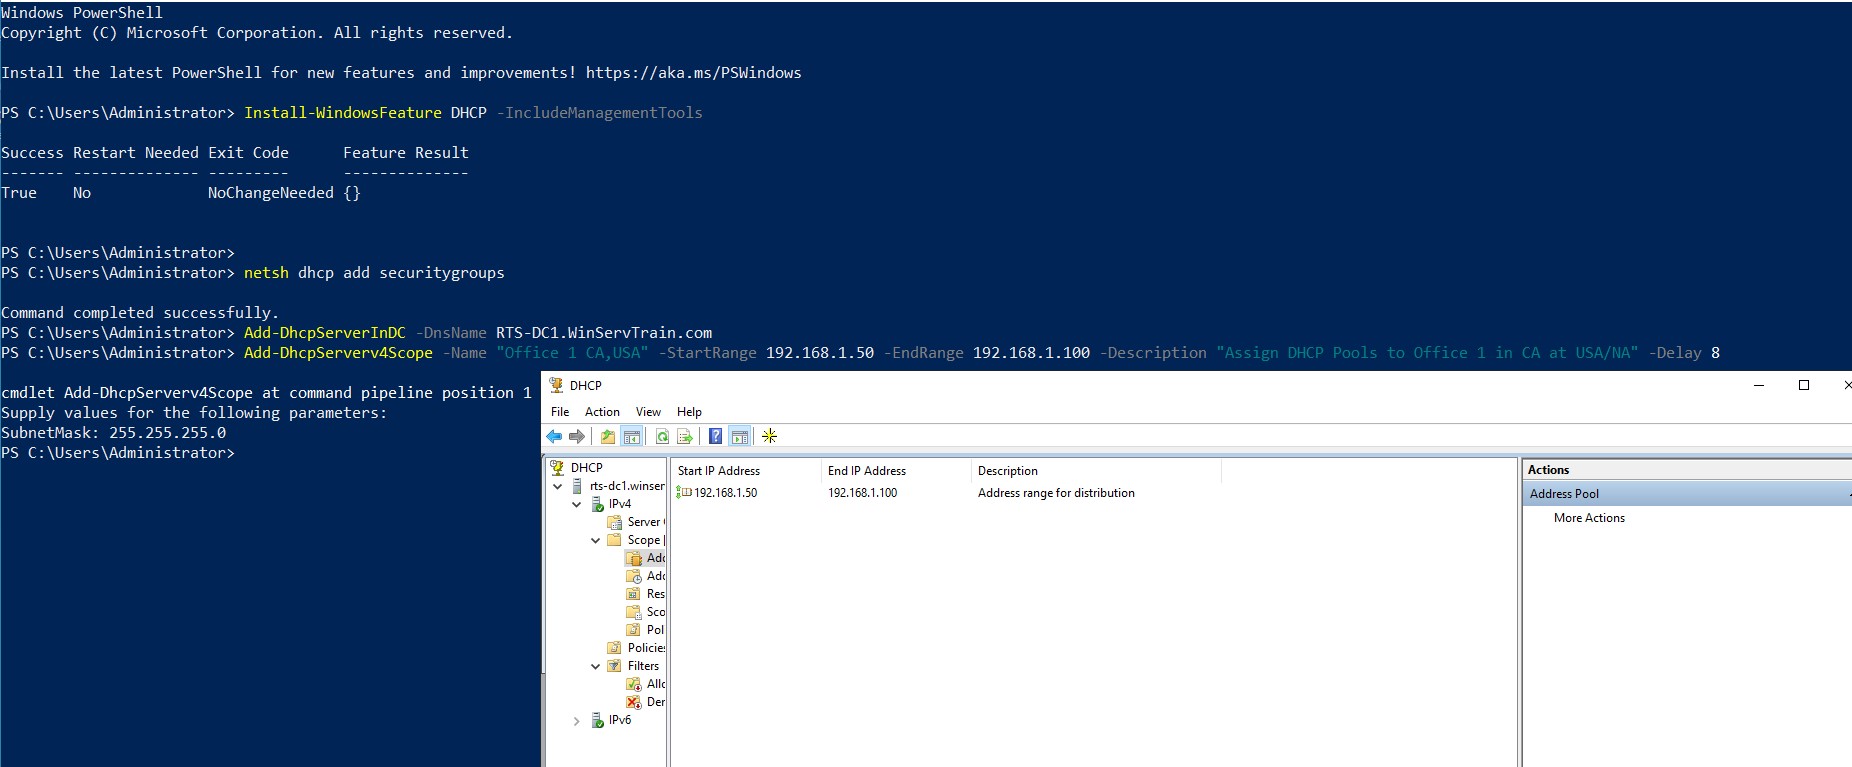 Windows PowerShell
Copyright (C) Microsoft Corporation. All rights reserved.
Install the latest PowerShell for new features and improvements! https://aka.ms/PSWindows
PS C:\Users\Administrator> Install-WindowsFeature DHCP -IncludeManagementTools
Success Restart Needed Exit Code      Feature Result
------- -------------- ---------      --------------
True    No             NoChangeNeeded {}
PS C:\Users\Administrator>
PS C:\Users\Administrator> netsh dhcp add securitygroups
Command completed successfully.
PS C:\Users\Administrator> Add-DhcpServerInDC -DnsName RTS-DC1.WinServTrain.com
PS C:\Users\Administrator> Add-DhcpServerv4Scope -Name "Office 1 CA,USA" -StartRange 192.168.1.50 -EndRange 192.168.1.100 -Description "Assign DHCP Pools to Office 1 in CA at USA/NA" -Delay 8
cmdlet Add-DhcpServerv4Scope at command pipeline position 1
Supply values for the following parameters:
SubnetMask: 255.255.255.0
PS C:\Users\Administrator>
DHCP
File Action View Help
DHCP
rts-dc1.winser
IPv4
Server
Scope
Add
Add
Res
Sco
Pol
Policies
Filters
Allo
Der
IPv6
Start IP Address End IP Address Description
192.168.1.50 192.168.1.100 Address range for distribution
Actions
Address Pool
More Actions